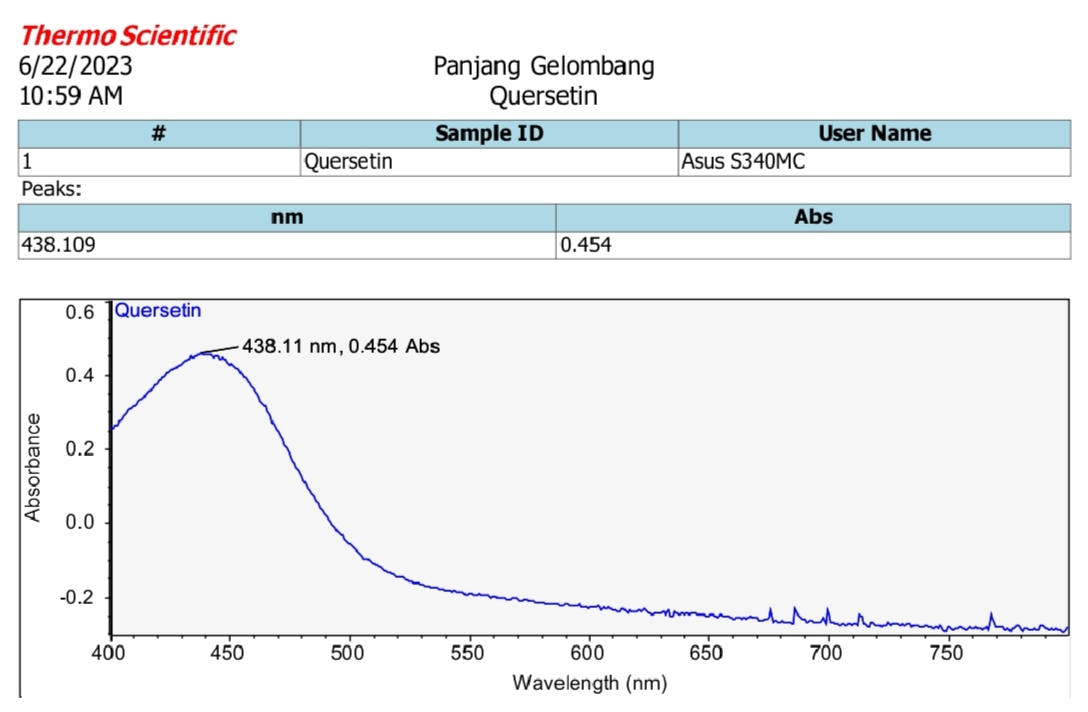 Thermo Scientific
6/22/2023
10:59 AM
Panjang Gelombang
Quersetin
# Sample ID User Name
1 Quersetin Asus S340MC
Peaks:
nm Abs
438.109 0.454
Quersetin
438.11 nm, 0.454 Abs
Absorbance
0.6
0.4
0.2
0.0
-0.2
400 450 500 550 600 650 700 750
Wavelength (nm)